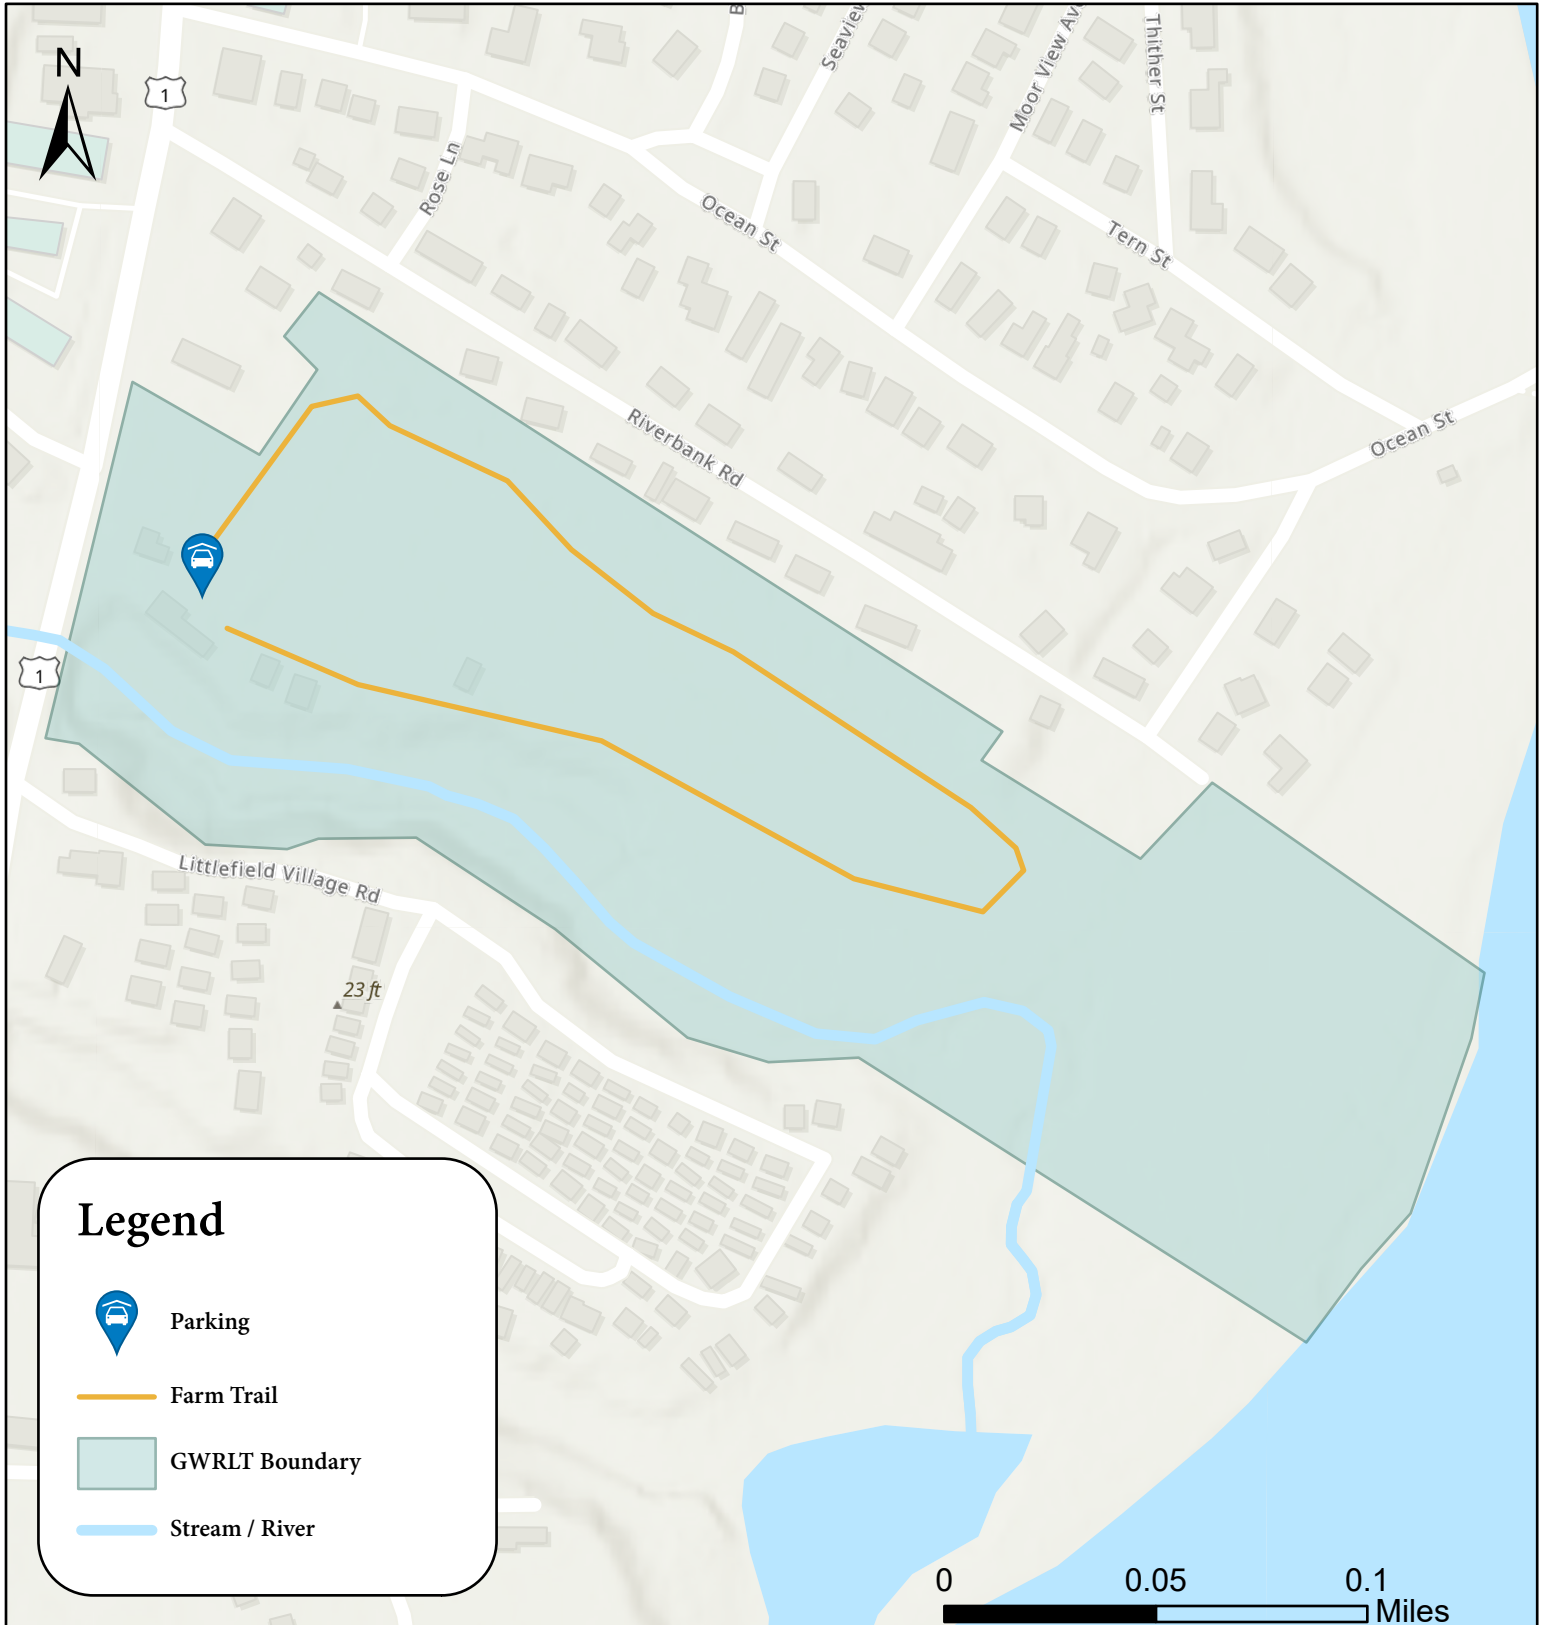 B
Seaview
Moor View Av
Thither St
N
1
Rose Ln
Ocean St
Tern St
Riverbank Rd
Ocean St
1
Littlefield Village Rd
23 ft
Legend
Parking
Farm Trail
GWRLT Boundary
Stream / River
0 0.05 0.1
Miles